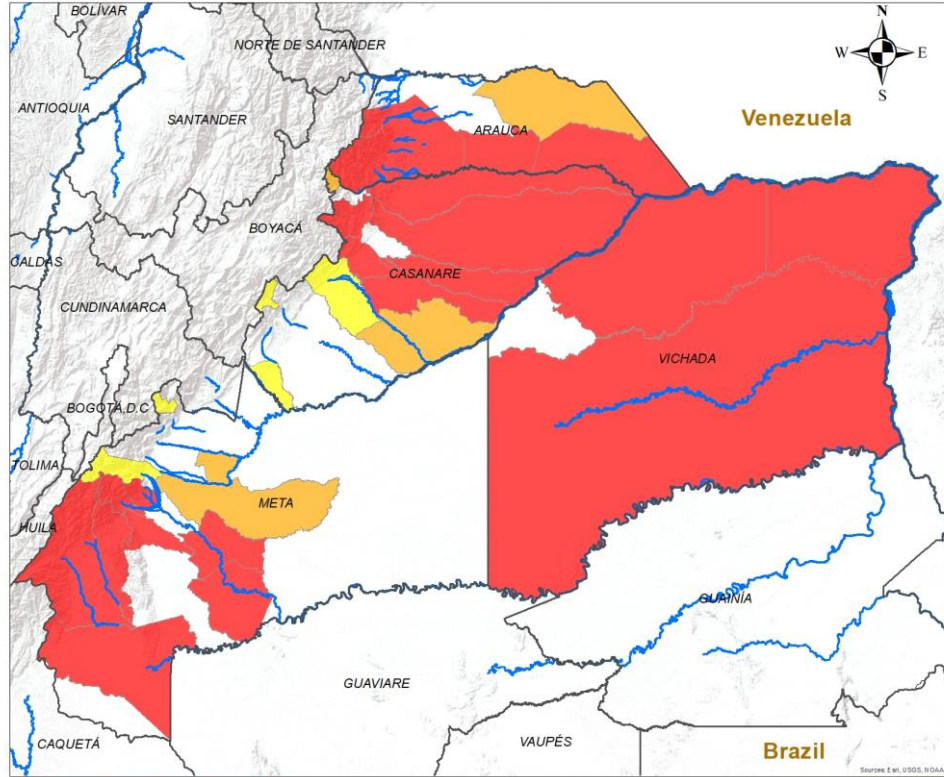 BOLÍVAR
NORTE DE SANTANDER
N
W
E
S
ANTIOQUIA
SANTANDER
ARAUCA
Venezuela
BOYACÁ
CALDAS
CASANARE
CUNDINAMARCA
VICHADA
BOGOTÁ, D.C
TOLIMA
META
HUILA
GUAINÍA
GUAVIARE
CAQUETÁ
VAUPÉS
Brazil
Sources: Esri, USGS, NOAA